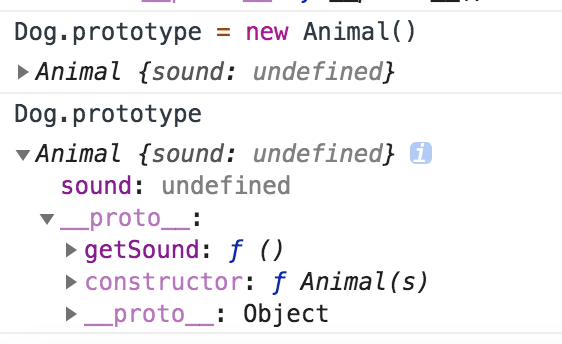 Dog.prototype = new Animal()
▶Animal {sound: undefined}
Dog.prototype
▼Animal {sound: undefined} i
sound: undefined
▼__proto__:
▶getSound: ƒ ()
▶constructor: ƒ Animal(s)
▶__proto__: Object